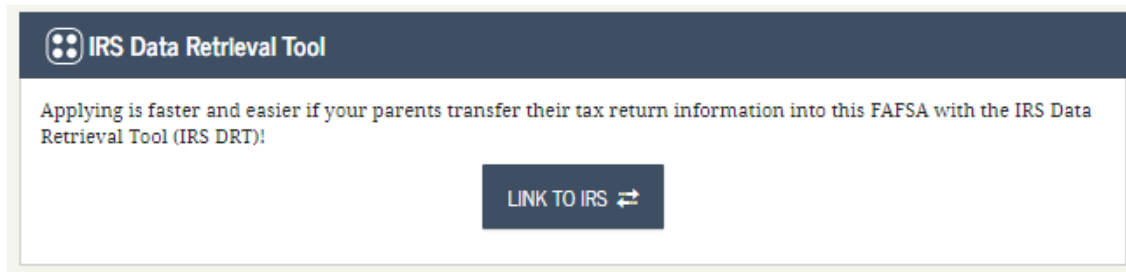 IRS Data Retrieval Tool
Applying is faster and easier if your parents transfer their tax return information into this FAFSA with the IRS Data
Retrieval Tool (IRS DRT)!
LINK TO IRS